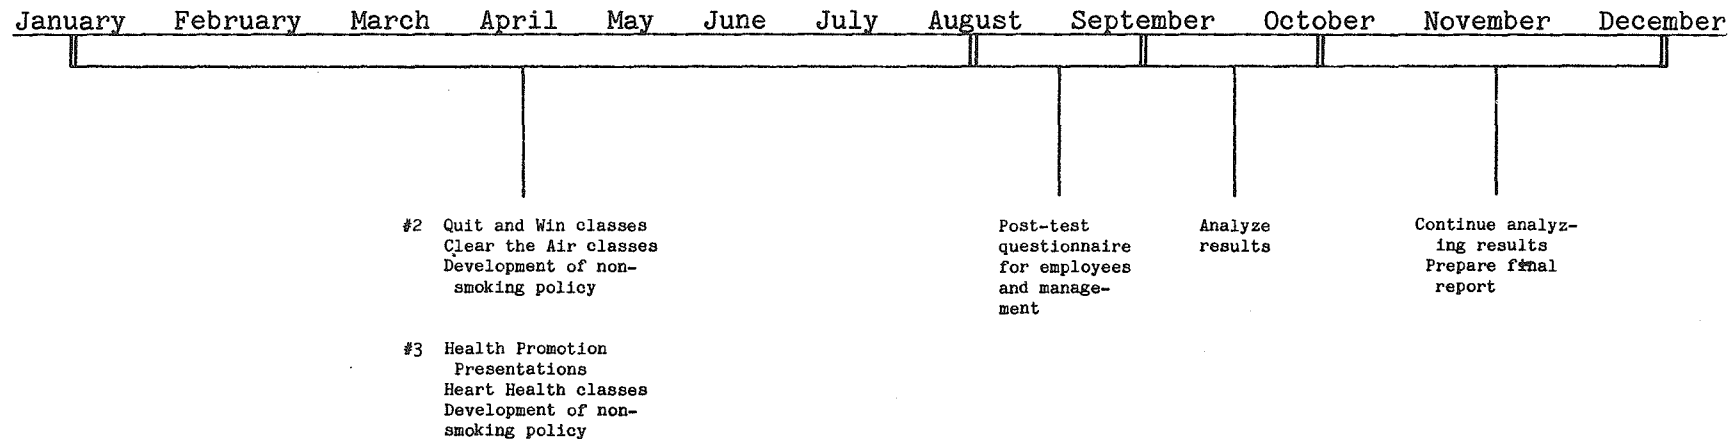 January February March April May June July August September October November December
#2 Quit and Win classes
Clear the Air classes
Development of non-
smoking policy
#3 Health Promotion
Presentations
Heart Health classes
Development of non-
smoking policy
Post-test
questionnaire
for employees
and manage-
ment
Analyze
results
Continue analyz-
ing results
Prepare final
report